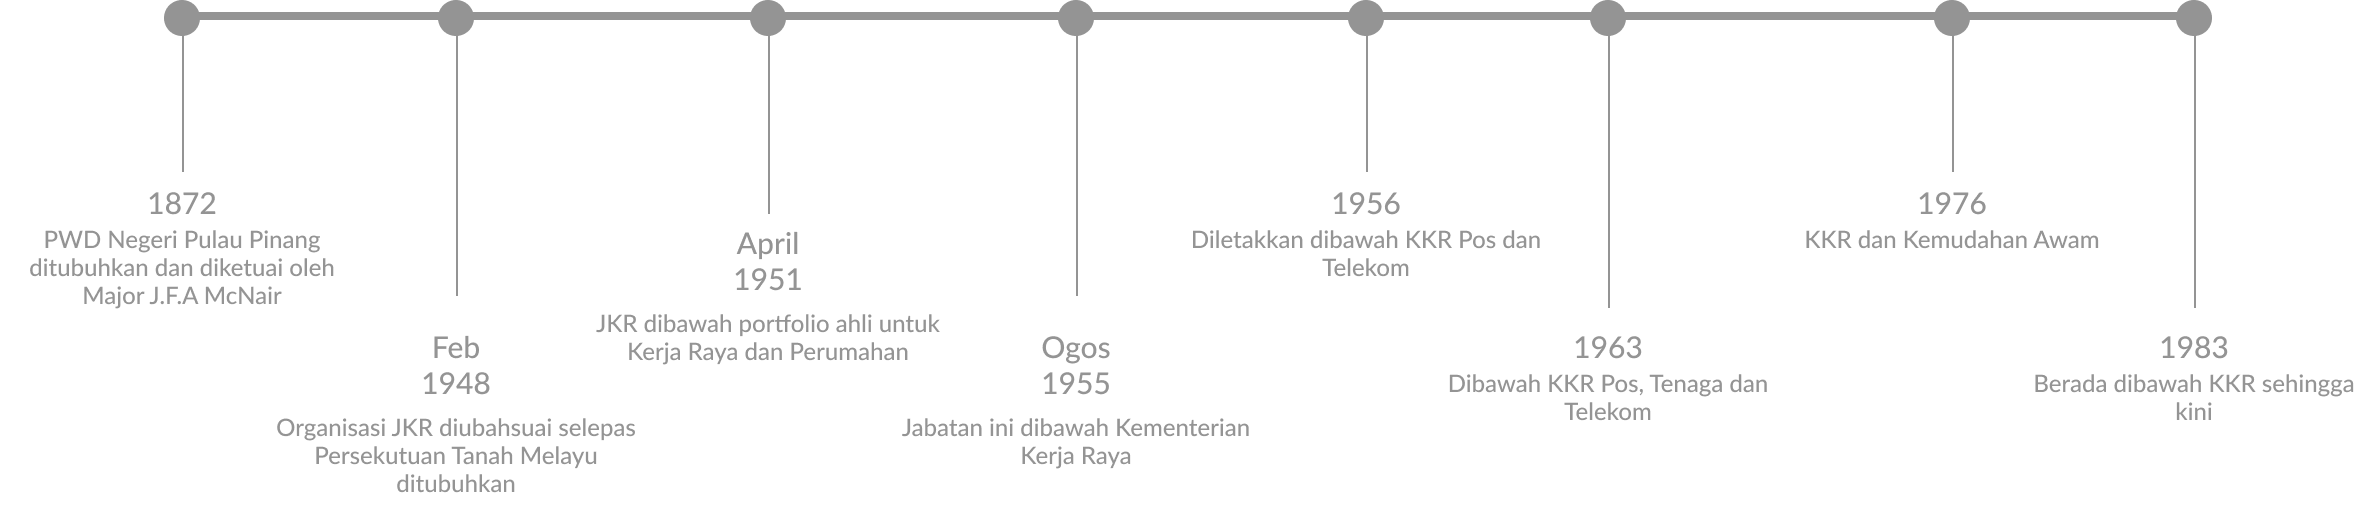 1872
PWD Negeri Pulau Pinang
ditubuhkan dan diketuai oleh
Major J.F.A McNair
Feb
1948
Organisasi JKR diubahsuai selepas
Persekutuan Tanah Melayu
ditubuhkan
April
1951
JKR dibawah portfolio ahli untuk
Kerja Raya dan Perumahan
Ogos
1955
Jabatan ini dibawah Kementerian
Kerja Raya
1956
Diletakkan dibawah KKR Pos dan
Telekom
1963
Dibawah KKR Pos, Tenaga dan
Telekom
1976
KKR dan Kemudahan Awam
1983
Berada dibawah KKR sehingga
kini